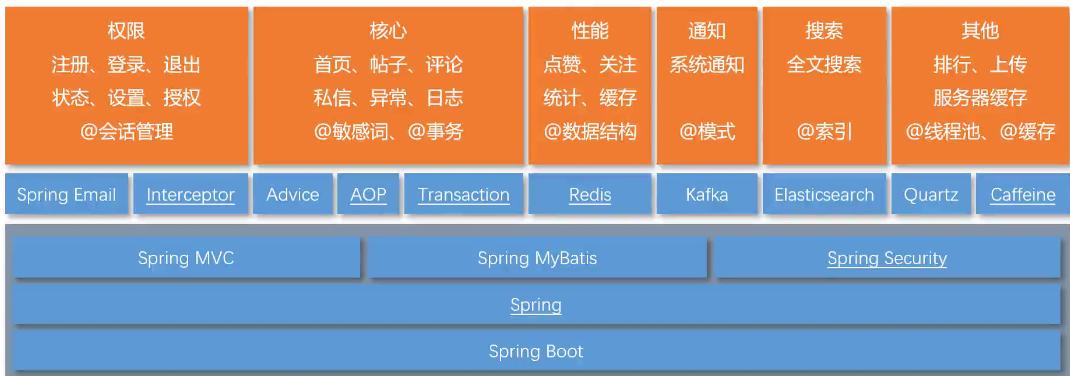 权限
注册、登录、退出
状态、设置、授权
@会话管理
核心
首页、帖子、评论
私信、异常、日志
@敏感词、@事务
性能
点赞、关注
统计、缓存
@数据结构
通知
系统通知
@模式
搜索
全文搜索
@索引
其他
排行、上传
服务器缓存
@线程池、@缓存
Spring Email
Interceptor
Advice
AOP
Transaction
Redis
Kafka
Elasticsearch
Quartz
Caffeine
Spring MVC
Spring MyBatis
Spring Security
Spring
Spring Boot